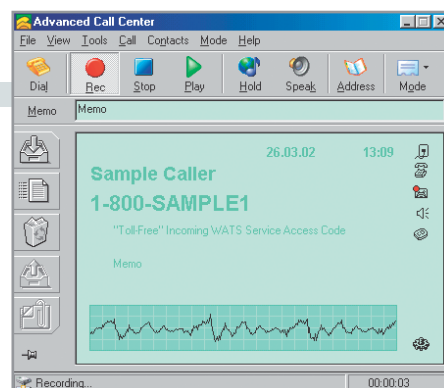 Advanced Call Center
File View Tools Call Contacts Mode Help
Dial Rec Stop Play Hold Speak Address Mode
Memo Memo
26.03.02 13:09
Sample Caller
1-800-SAMPLE1
"Toll-Free" Incoming WATS Service Access Code
Memo
Recording... 00:00:03